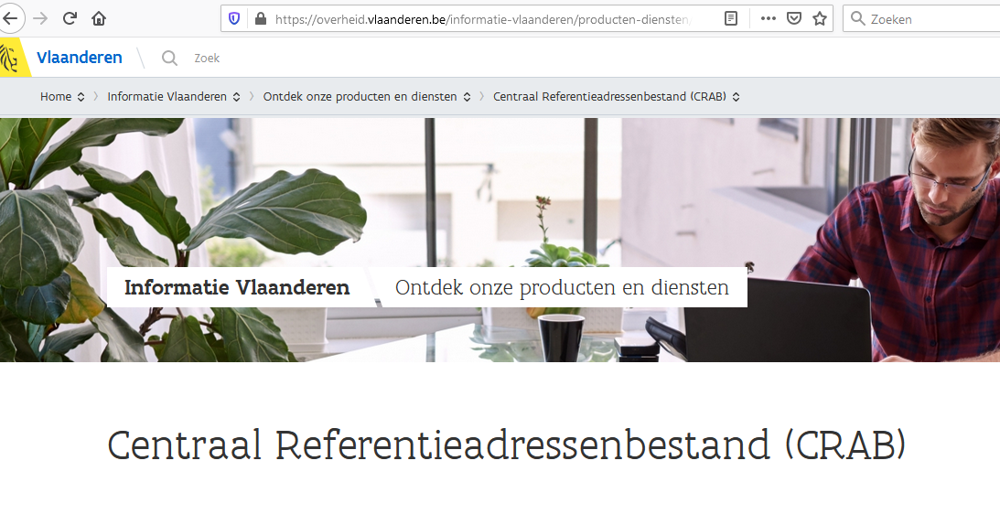 https://overheid.vlaanderen.be/informatie-vlaanderen/producten-diensten/
Zoeken
Vlaanderen
Zoek
Home
Informatie Vlaanderen
Ontdek onze producten en diensten
Centraal Referentieadressenbestand (CRAB)
Informatie Vlaanderen
Ontdek onze producten en diensten
Centraal Referentieadressenbestand (CRAB)